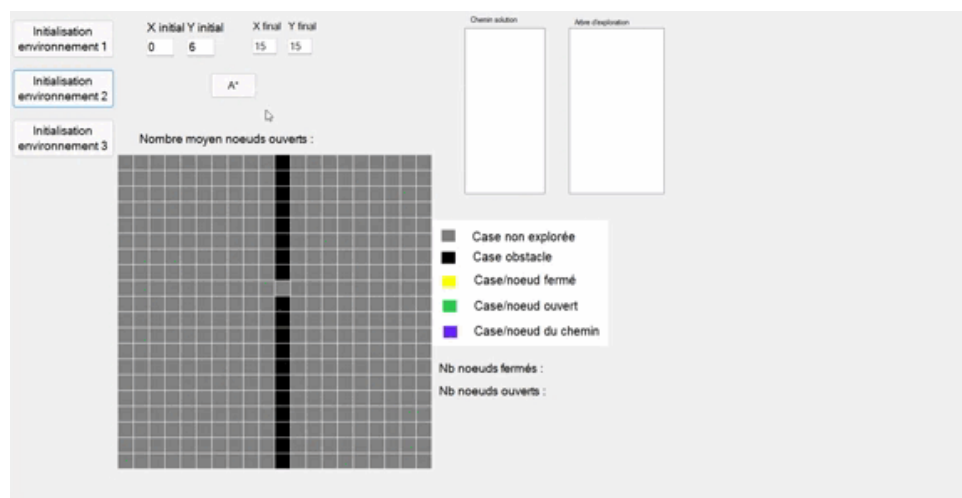 Initialisation
environnement 1
X initial Y initial
0 6
X final Y final
15 15
Chemin solution
Arbre d'exploration
Initialisation
environnement 2
A*
Initialisation
environnement 3
Nombre moyen noeuds ouverts :
Case non explorée
Case obstacle
Case/noeud fermé
Case/noeud ouvert
Case/noeud du chemin
Nb noeuds fermés :
Nb noeuds ouverts :